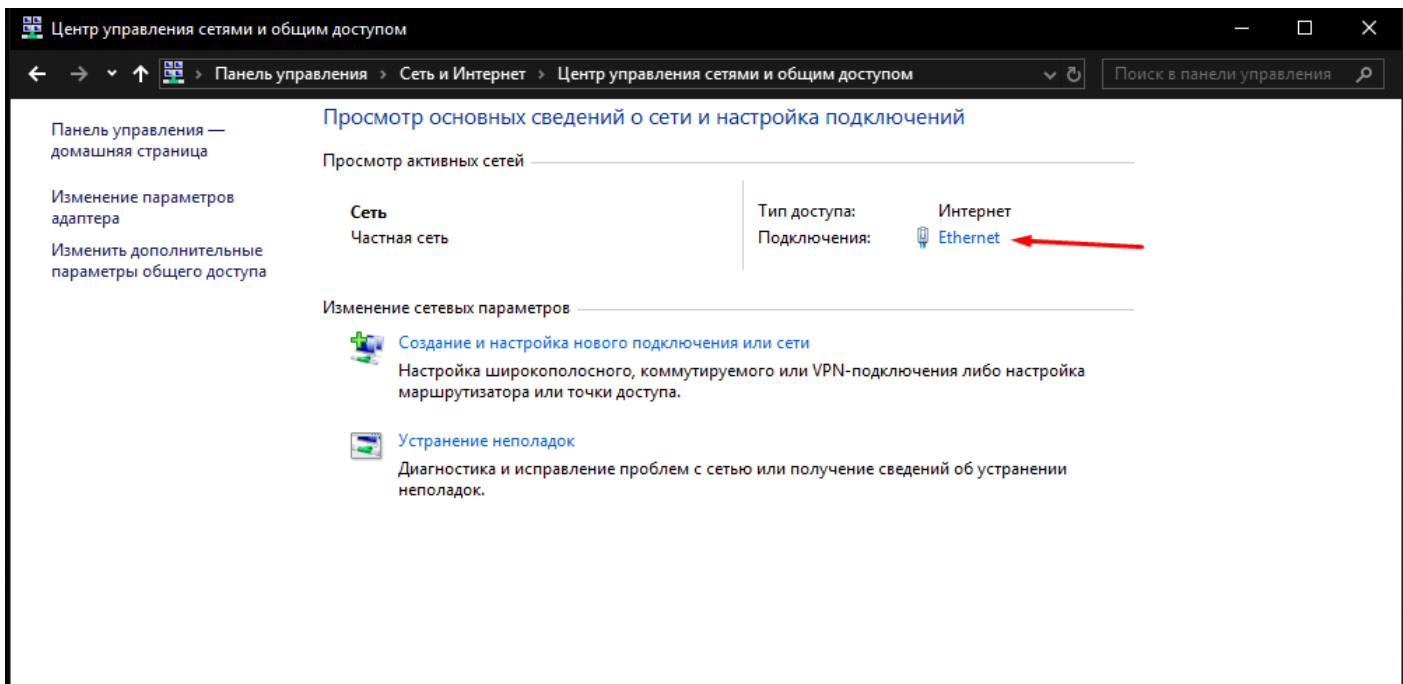 Центр управления сетями и общим доступом
Панель управления › Сеть и Интернет › Центр управления сетями и общим доступом
Поиск в панели управления
Панель управления —
домашняя страница
Изменение параметров
адаптера
Изменить дополнительные
параметры общего доступа
Просмотр основных сведений о сети и настройка подключений
Просмотр активных сетей
Сеть
Частная сеть
Тип доступа: Интернет
Подключения: Ethernet
Изменение сетевых параметров
Создание и настройка нового подключения или сети
Настройка широкополосного, коммутируемого или VPN-подключения либо настройка
маршрутизатора или точки доступа.
Устранение неполадок
Диагностика и исправление проблем с сетью или получение сведений об устранении
неполадок.